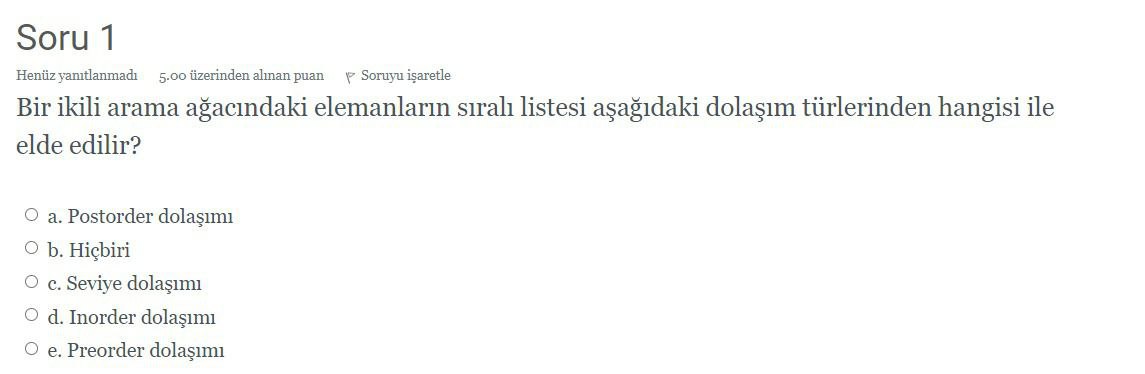 Soru 1
Henüz yanıtlanmadı 5.00 üzerinden alınan puan Soruyu işaretle
Bir ikili arama ağacındaki elemanların sıralı listesi aşağıdaki dolaşım türlerinden hangisi ile
elde edilir?
a. Postorder dolaşımı
b. Hiçbiri
c. Seviye dolaşımı
d. Inorder dolaşımı
e. Preorder dolaşımı